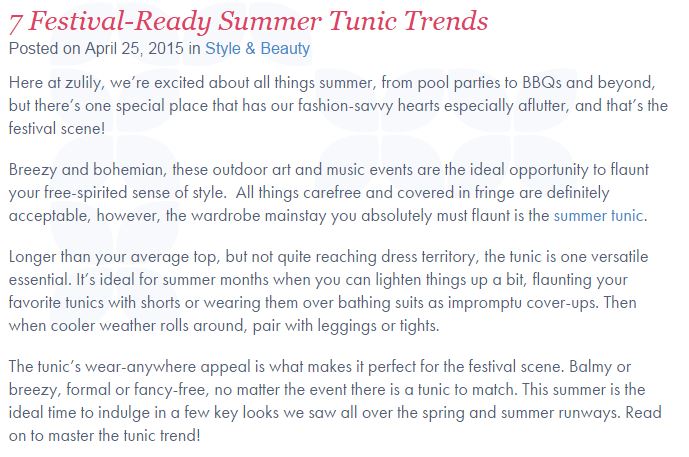 7 Festival-Ready Summer Tunic Trends
Posted on April 25, 2015 in Style & Beauty
Here at zulily, we’re excited about all things summer, from pool parties to BBQs and beyond,
but there’s one special place that has our fashion-savvy hearts especially aflutter, and that’s the
festival scene!
Breezy and bohemian, these outdoor art and music events are the ideal opportunity to flaunt
your free-spirited sense of style.  All things carefree and covered in fringe are definitely
acceptable, however, the wardrobe mainstay you absolutely must flaunt is the summer tunic.
Longer than your average top, but not quite reaching dress territory, the tunic is one versatile
essential. It’s ideal for summer months when you can lighten things up a bit, flaunting your
favorite tunics with shorts or wearing them over bathing suits as impromptu cover-ups. Then
when cooler weather rolls around, pair with leggings or tights.
The tunic’s wear-anywhere appeal is what makes it perfect for the festival scene. Balmy or
breezy, formal or fancy-free, no matter the event there is a tunic to match. This summer is the
ideal time to indulge in a few key looks we saw all over the spring and summer runways. Read
on to master the tunic trend!